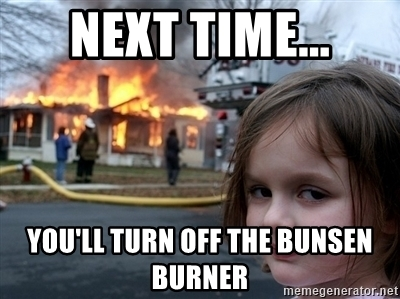 NEXT TIME...
YOU'LL TURN OFF THE BUNSEN
BURNER
memegenerator.net